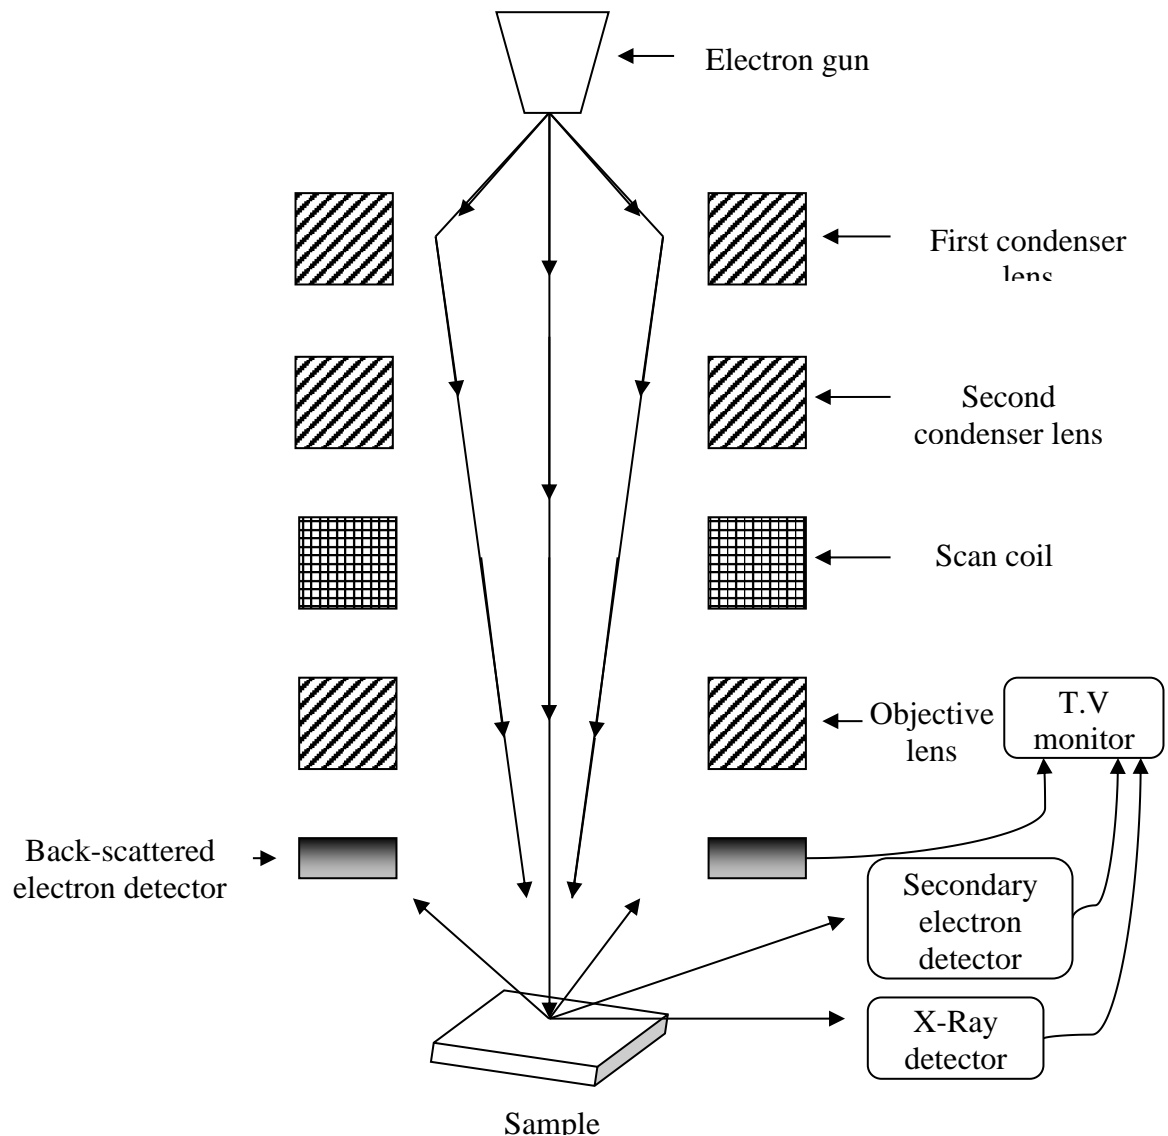 Electron gun
First condenser
lens
Second
condenser lens
Scan coil
Objective
lens
T.V
monitor
Back-scattered
electron detector
Secondary
electron
detector
X-Ray
detector
Sample